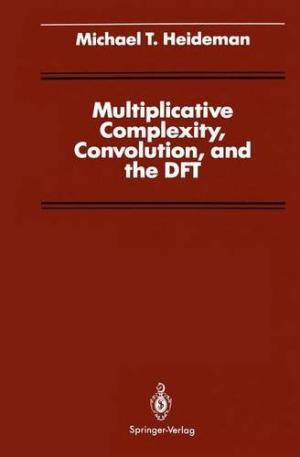 Michael T. Heideman
Multiplicative
Complexity,
Convolution, and
the DFT
Springer-Verlag